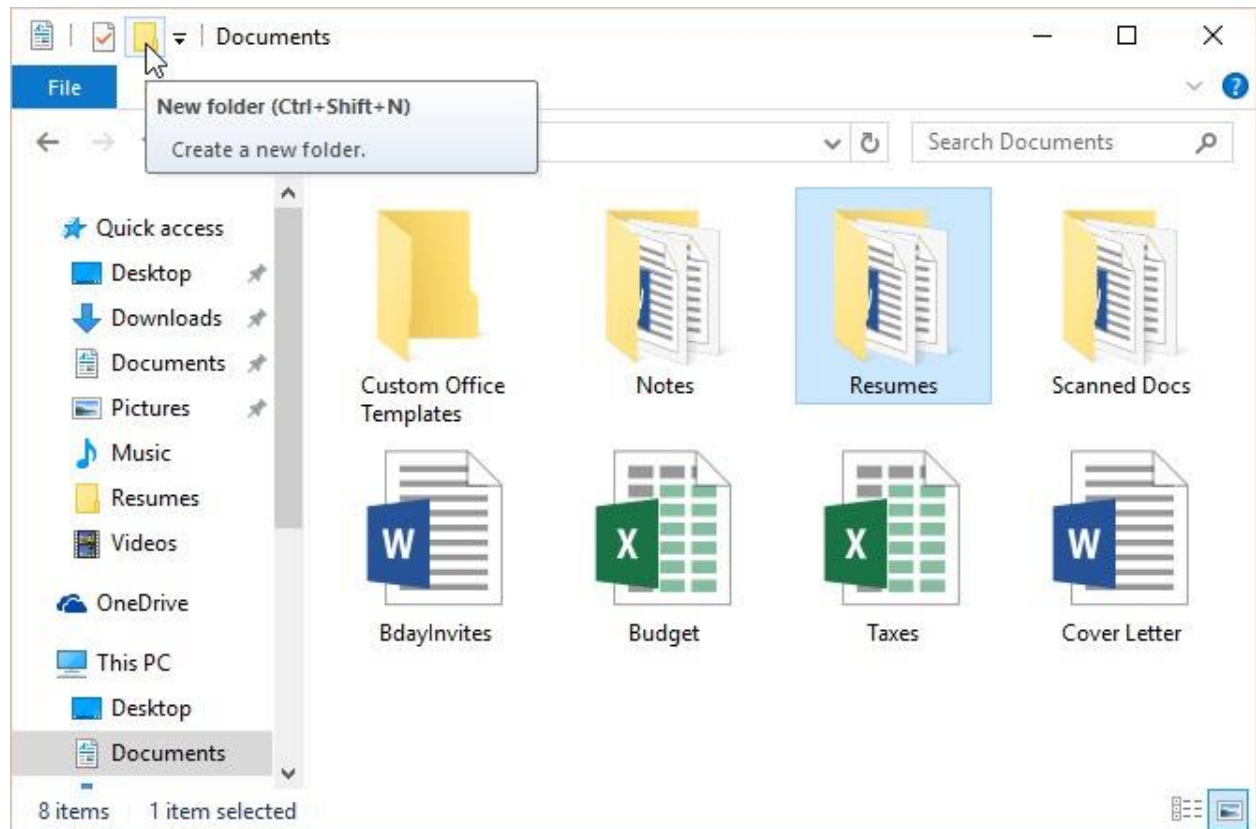 Documents
File
New folder (Ctrl+Shift+N)
Create a new folder.
Search Documents
Quick access
Desktop
Downloads
Documents
Pictures
Music
Resumes
Videos
OneDrive
This PC
Desktop
Documents
Custom Office
Templates
Notes
Resumes
Scanned Docs
W
X
X
W
BdayInvites
Budget
Taxes
Cover Letter
8 items 1 item selected